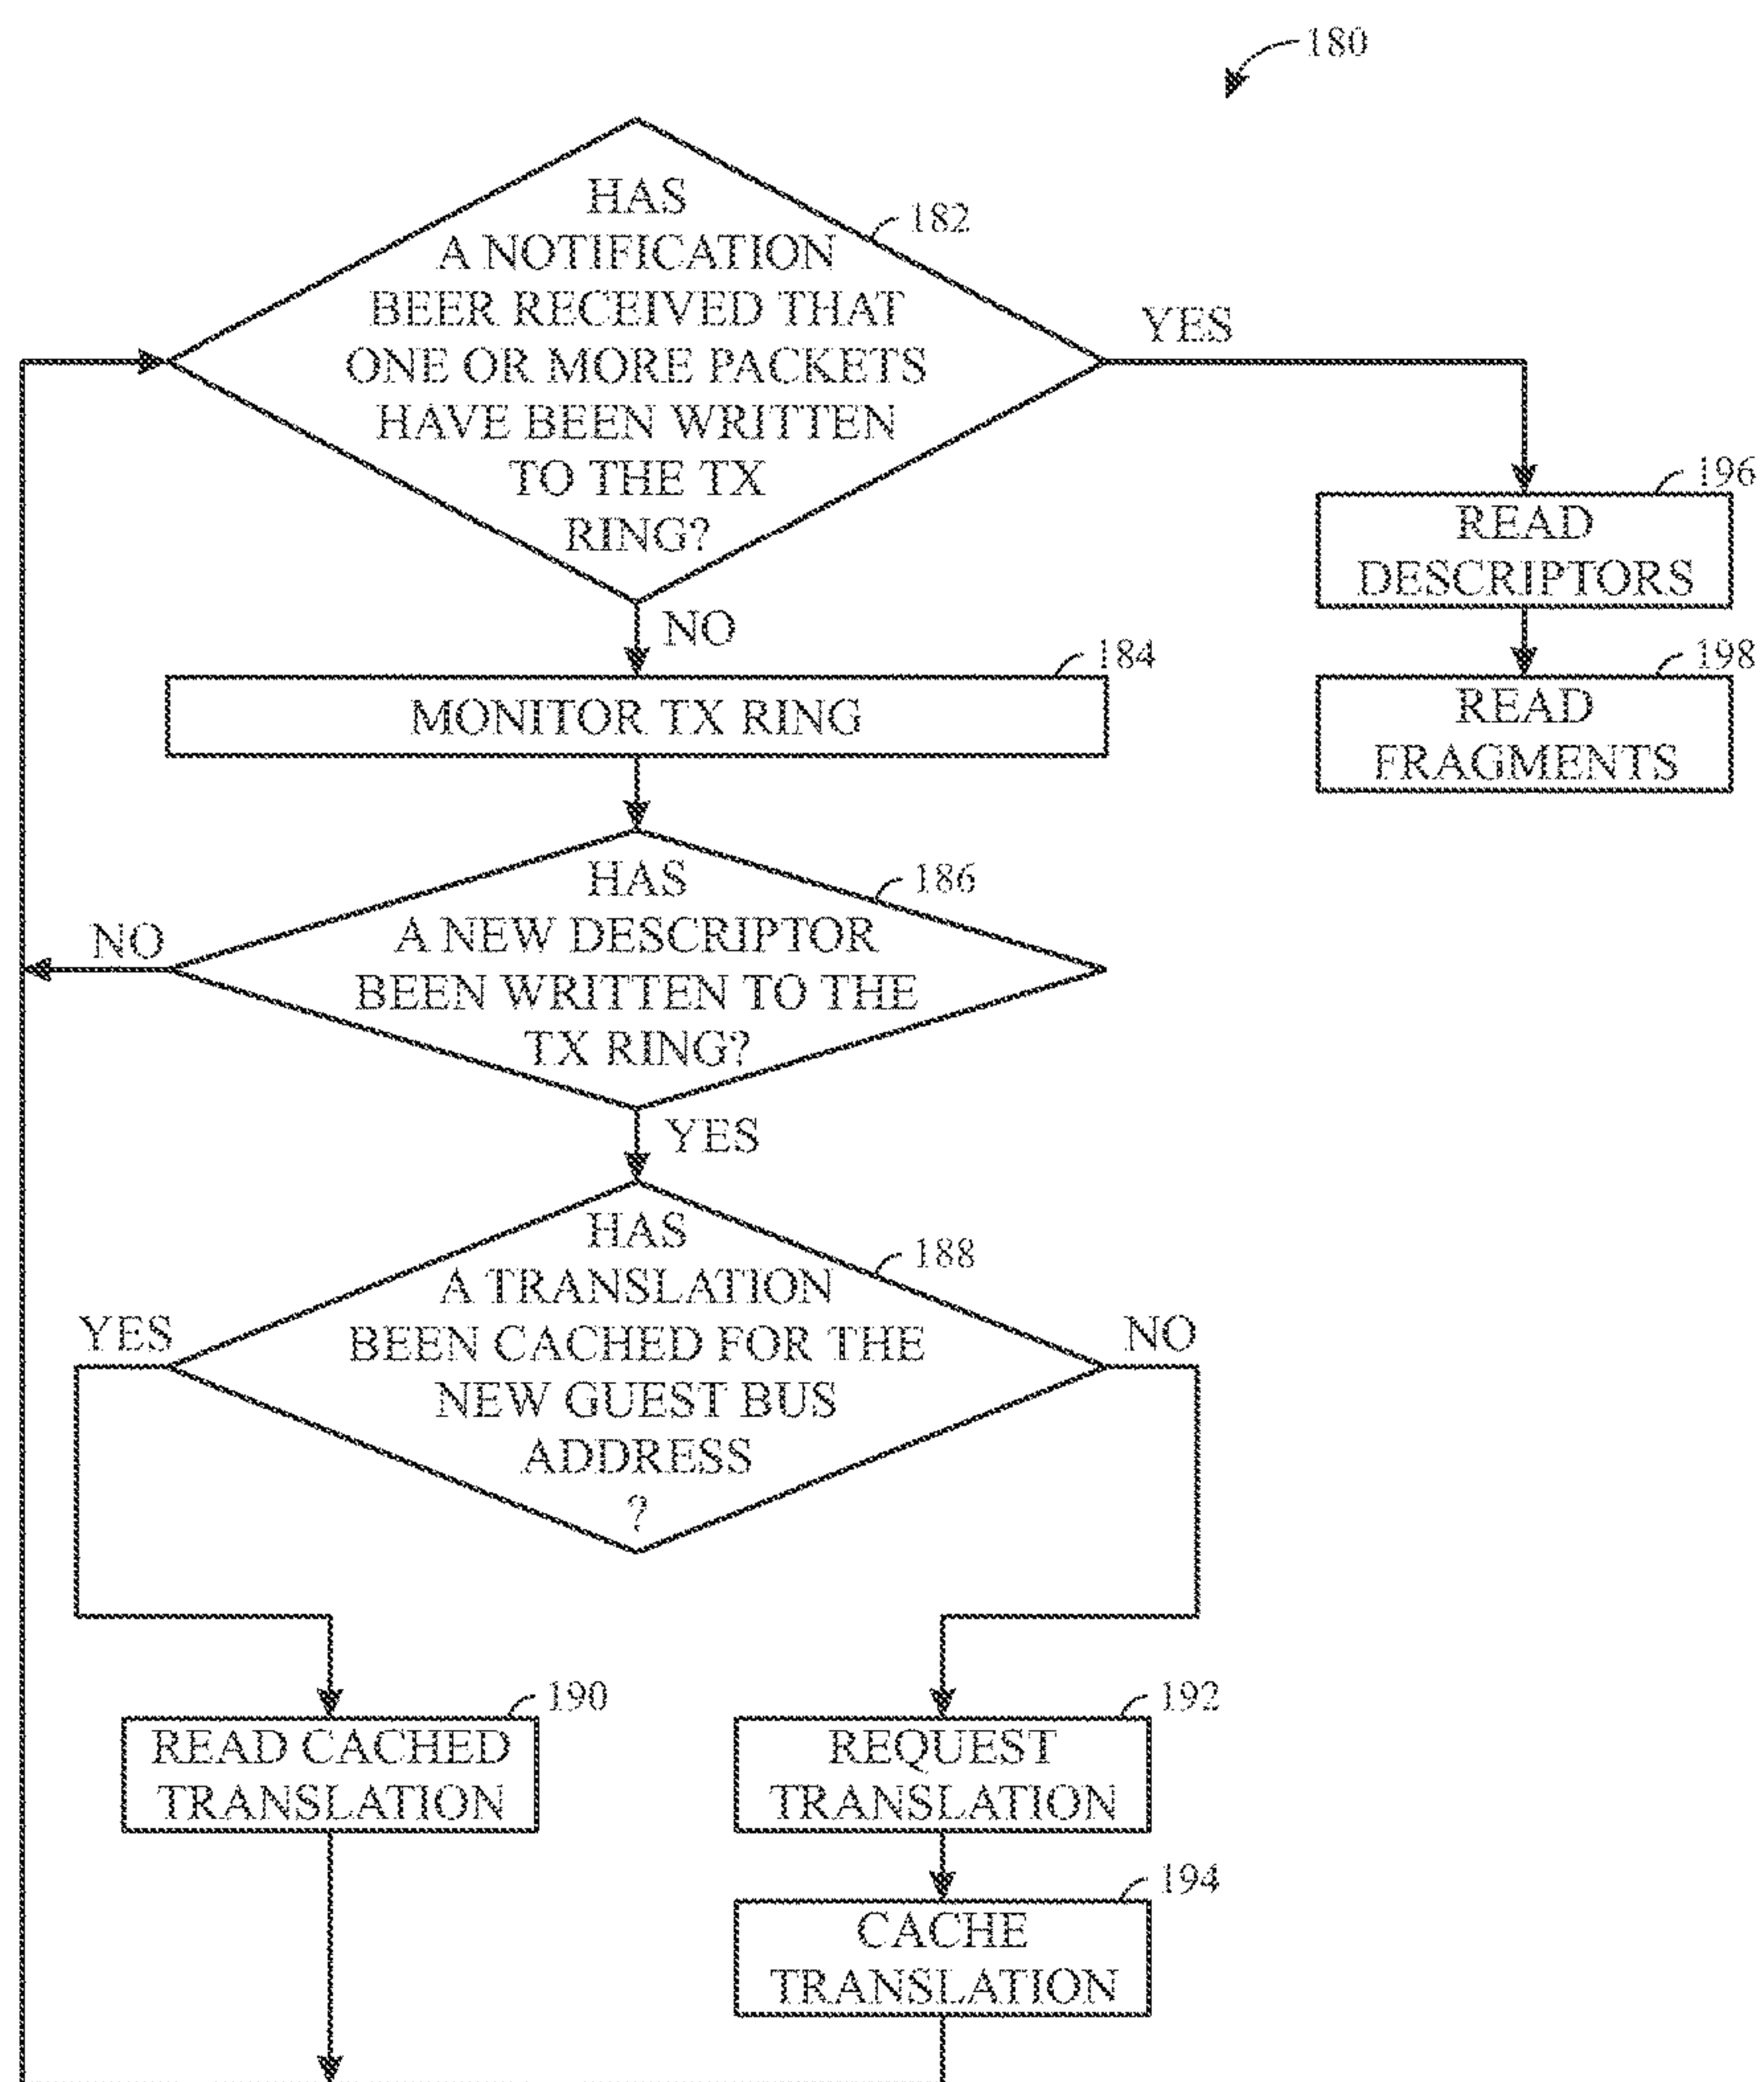 180
HAS
A NOTIFICATION
BEER RECEIVED THAT
ONE OR MORE PACKETS
HAVE BEEN WRITTEN
TO THE TX
RING?
182
YES
NO
196
READ
DESCRIPTORS
184
MONITOR TX RING
198
READ
FRAGMENTS
HAS
A NEW DESCRIPTOR
BEEN WRITTEN TO THE
TX RING?
186
NO
YES
HAS
A TRANSLATION
BEEN CACHED FOR THE
NEW GUEST BUS
ADDRESS
?
188
YES
NO
190
READ CACHED
TRANSLATION
192
REQUEST
TRANSLATION
194
CACHE
TRANSLATION